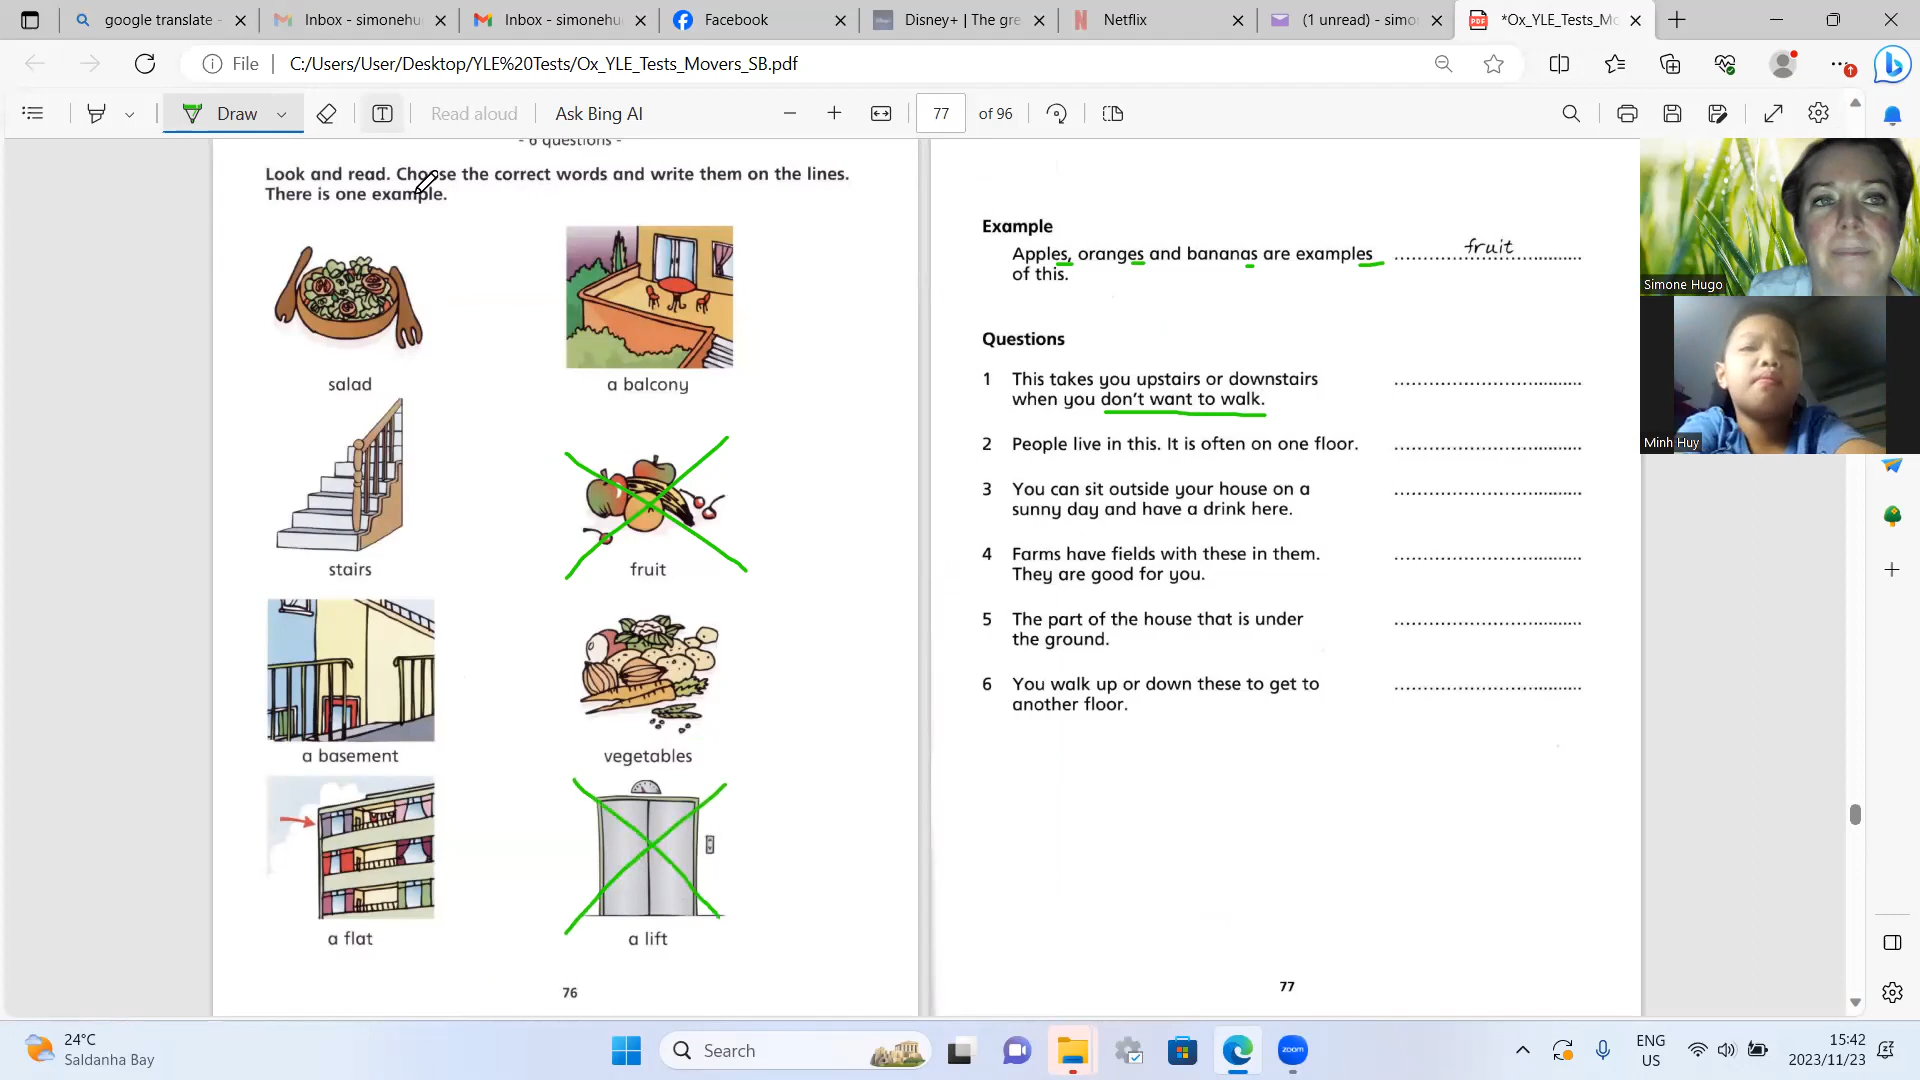 google translate -
Inbox - simonehu
Inbox - simonehu
Facebook
Disney+ | The gre
Netflix
(1 unread) - simo
*Ox_YLE_Tests_Mo
File
C:/Users/User/Desktop/YLE%20Tests/Ox_YLE_Tests_Movers_SB.pdf
Draw
Read aloud
Ask Bing AI
77
of 96
- 6 questions -
Look and read. Choose the correct words and write them on the lines.
There is one example.
salad
a balcony
stairs
fruit
a basement
vegetables
a flat
a lift
76
Example
Apples, oranges and bananas are examples .......... fruit ..........
of this.
Questions
1 This takes you upstairs or downstairs ....................
when you don't want to walk.
2 People live in this. It is often on one floor. ....................
3 You can sit outside your house on a ....................
sunny day and have a drink here.
4 Farms have fields with these in them. ....................
They are good for you.
5 The part of the house that is under ....................
the ground.
6 You walk up or down these to get to ....................
another floor.
77
Simone Hugo
Minh Huy
24°C
Saldanha Bay
Search
zoom
ENG
US
15:42
2023/11/23